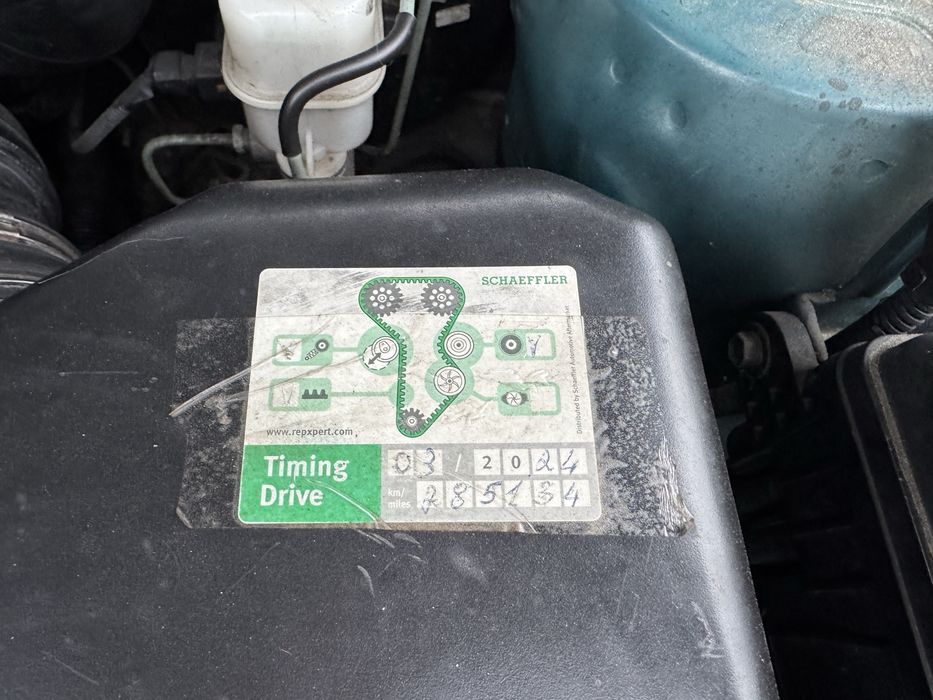 SCHAEFFLER
Distributed by Schaeffler Automotive Aftermarket
www.repxpert.com
Timing
Drive
03 / 2024
km/
miles
285134